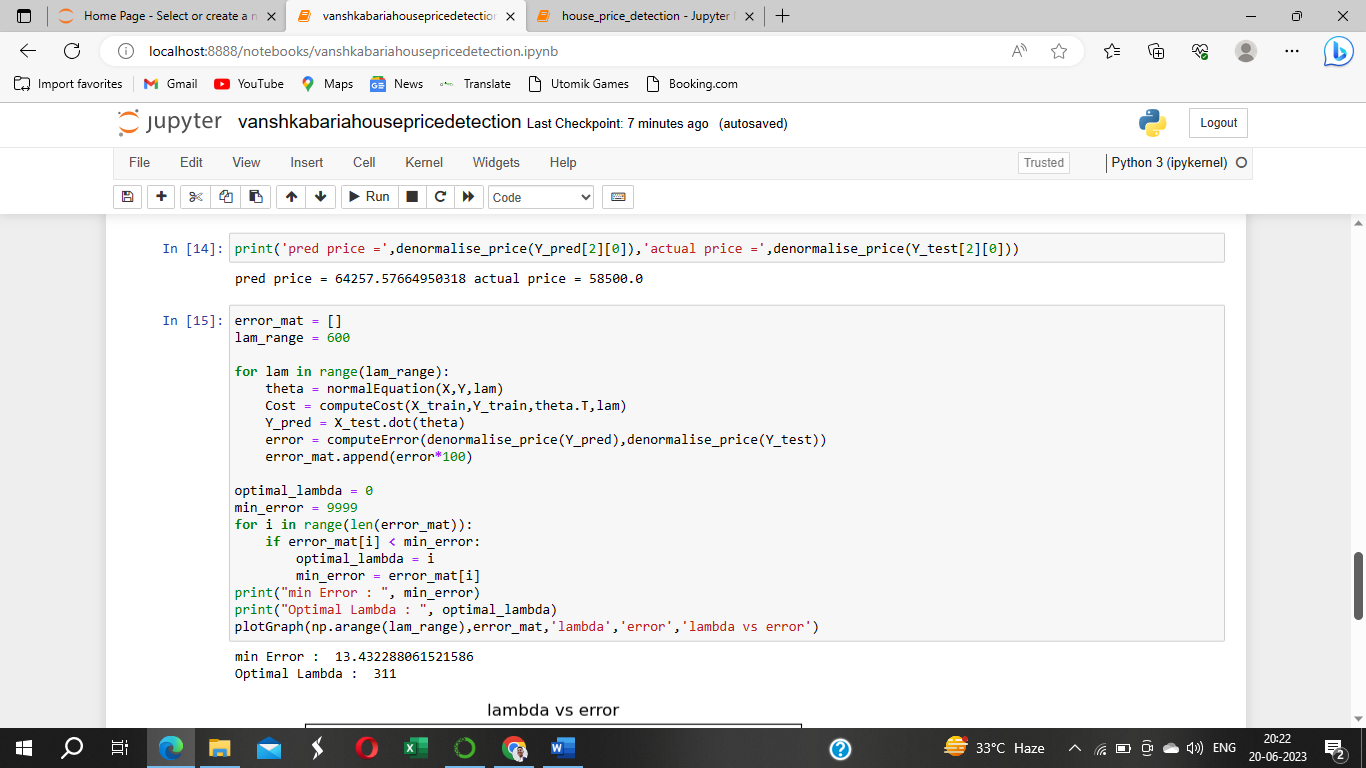 Home Page - Select or create a n
vanshkabariahousepricedetection
house_price_detection - Jupyter
localhost:8888/notebooks/vanshkabariahousepricedetection.ipynb
Import favorites Gmail YouTube Maps News Translate Utomik Games Booking.com
jupyter vanshkabariahousepricedetection Last Checkpoint: 7 minutes ago (autosaved) Logout
File Edit View Insert Cell Kernel Widgets Help Trusted Python 3 (ipykernel)
Run Code
In [14]: print('pred price =',denormalise_price(Y_pred[2][0]),'actual price =',denormalise_price(Y_test[2][0]))
pred price = 64257.57664950318 actual price = 58500.0
In [15]: error_mat = []
lam_range = 600
for lam in range(lam_range):
    theta = normalEquation(X,Y,lam)
    Cost = computeCost(X_train,Y_train,theta.T,lam)
    Y_pred = X_test.dot(theta)
    error = computeError(denormalise_price(Y_pred),denormalise_price(Y_test))
    error_mat.append(error*100)
optimal_lambda = 0
min_error = 9999
for i in range(len(error_mat)):
    if error_mat[i] < min_error:
        optimal_lambda = i
        min_error = error_mat[i]
print("min Error : ", min_error)
print("Optimal Lambda : ", optimal_lambda)
plotGraph(np.arange(lam_range),error_mat,'lambda','error','lambda vs error')
min Error :  13.432288061521586
Optimal Lambda :  311
lambda vs error
33°C Haze ENG 20:22
20-06-2023 2